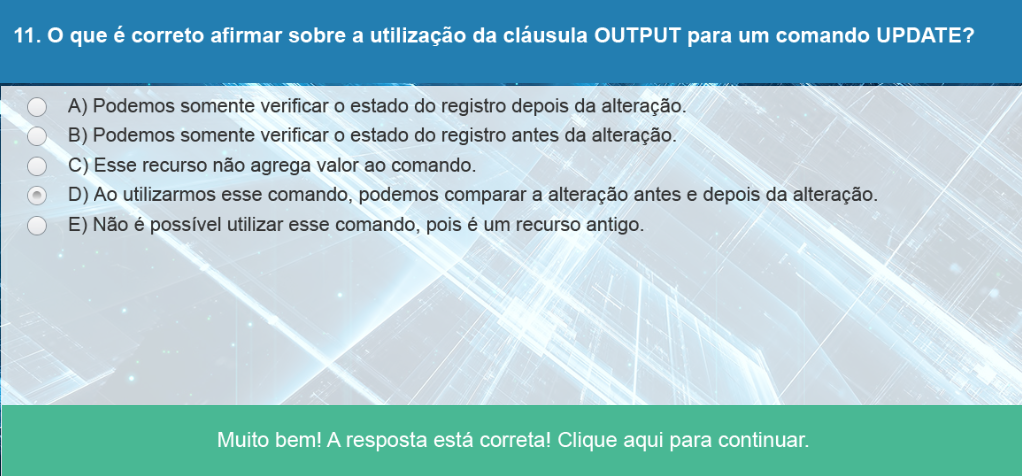 11. O que é correto afirmar sobre a utilização da cláusula OUTPUT para um comando UPDATE?
A) Podemos somente verificar o estado do registro depois da alteração.
B) Podemos somente verificar o estado do registro antes da alteração.
C) Esse recurso não agrega valor ao comando.
D) Ao utilizarmos esse comando, podemos comparar a alteração antes e depois da alteração.
E) Não é possível utilizar esse comando, pois é um recurso antigo.
Muito bem! A resposta está correta! Clique aqui para continuar.